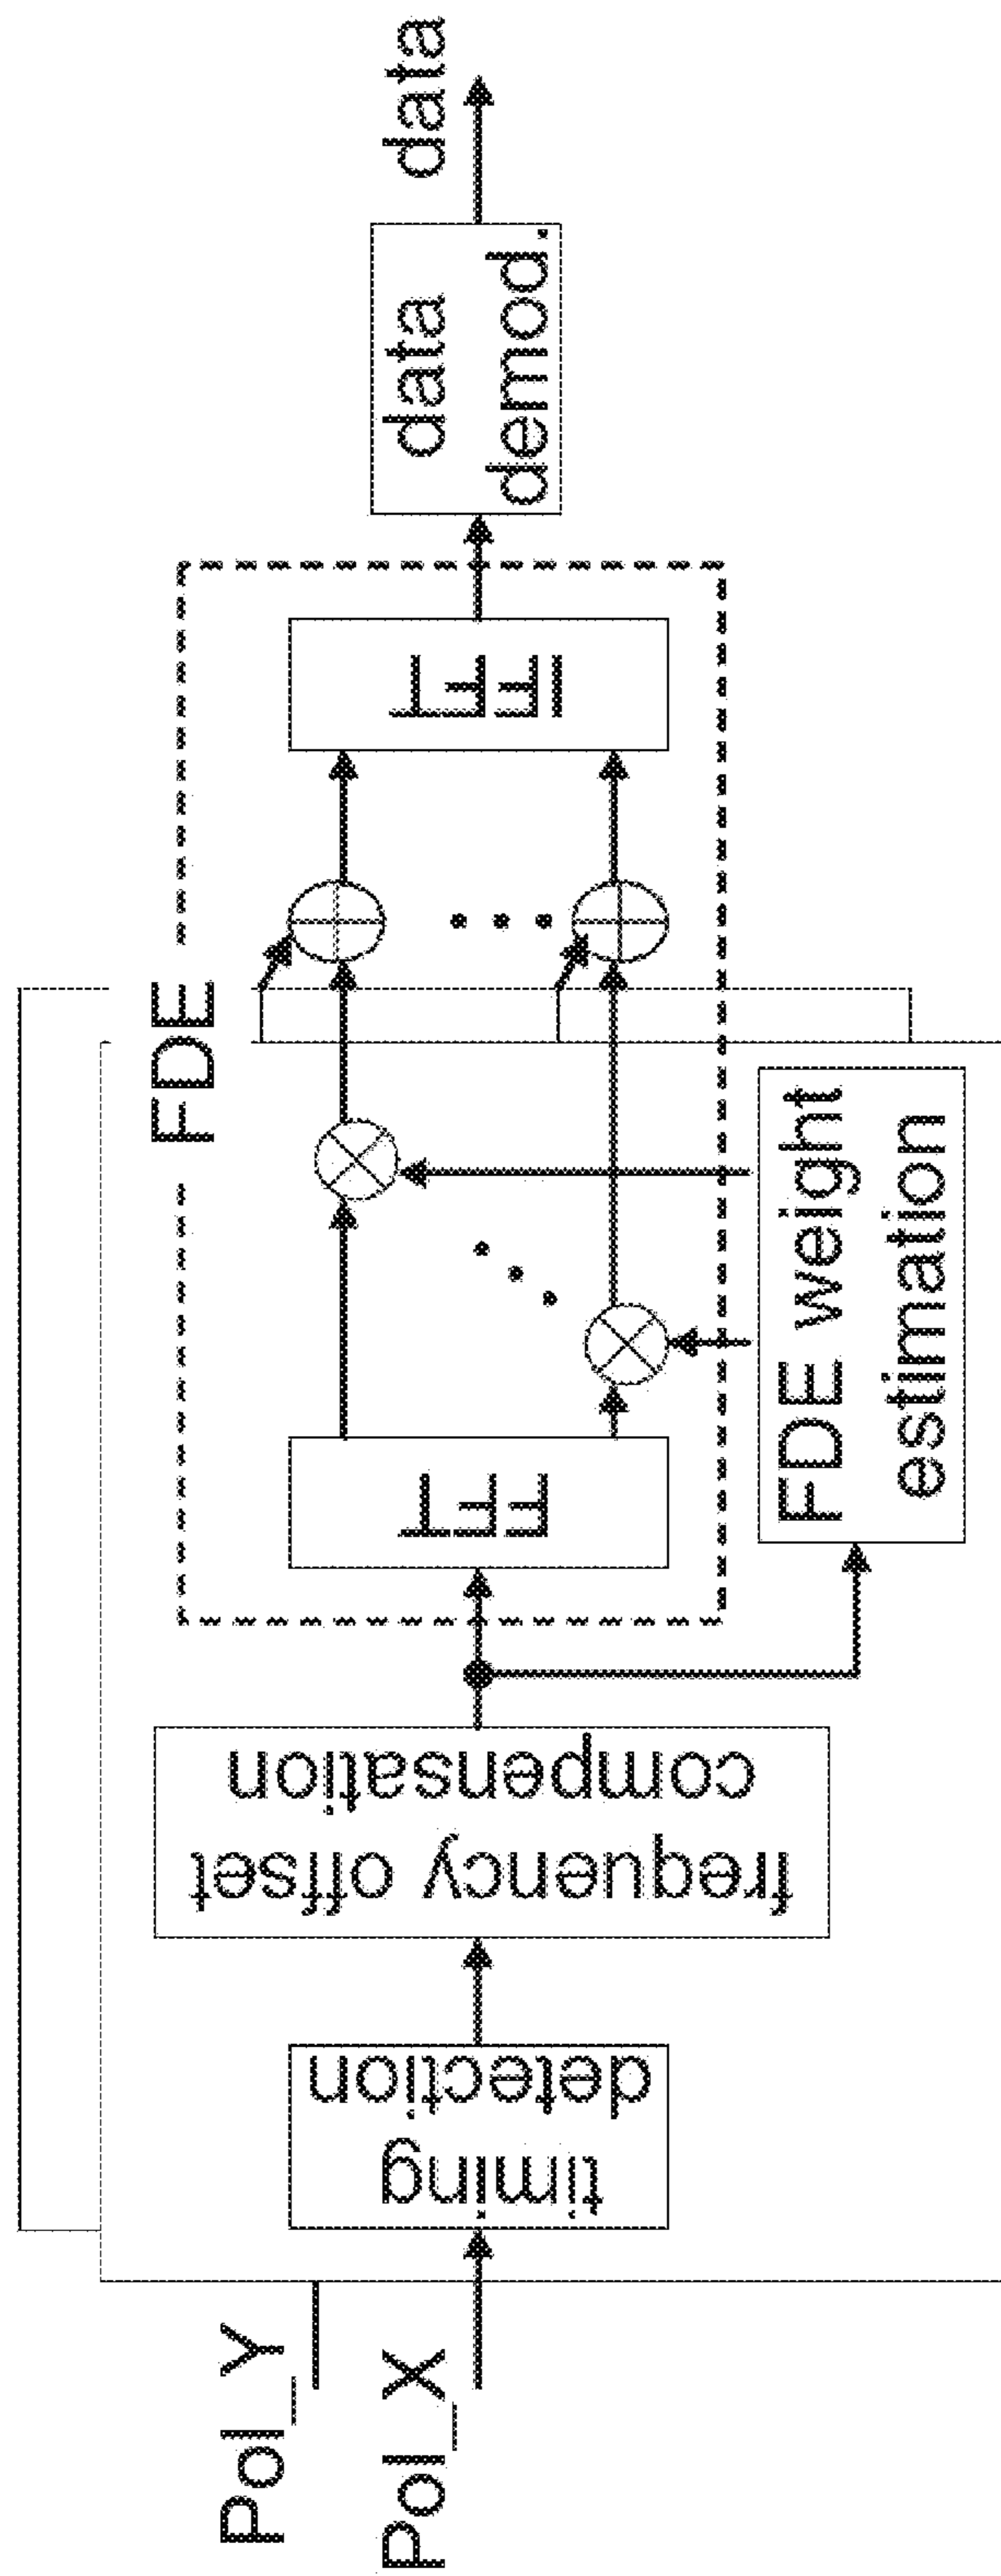 Pol_Y
Pol_X
timing
detection
frequency offset
compensation
FDE
FFT
FDE weight
estimation
IFFT
data
demod.
data